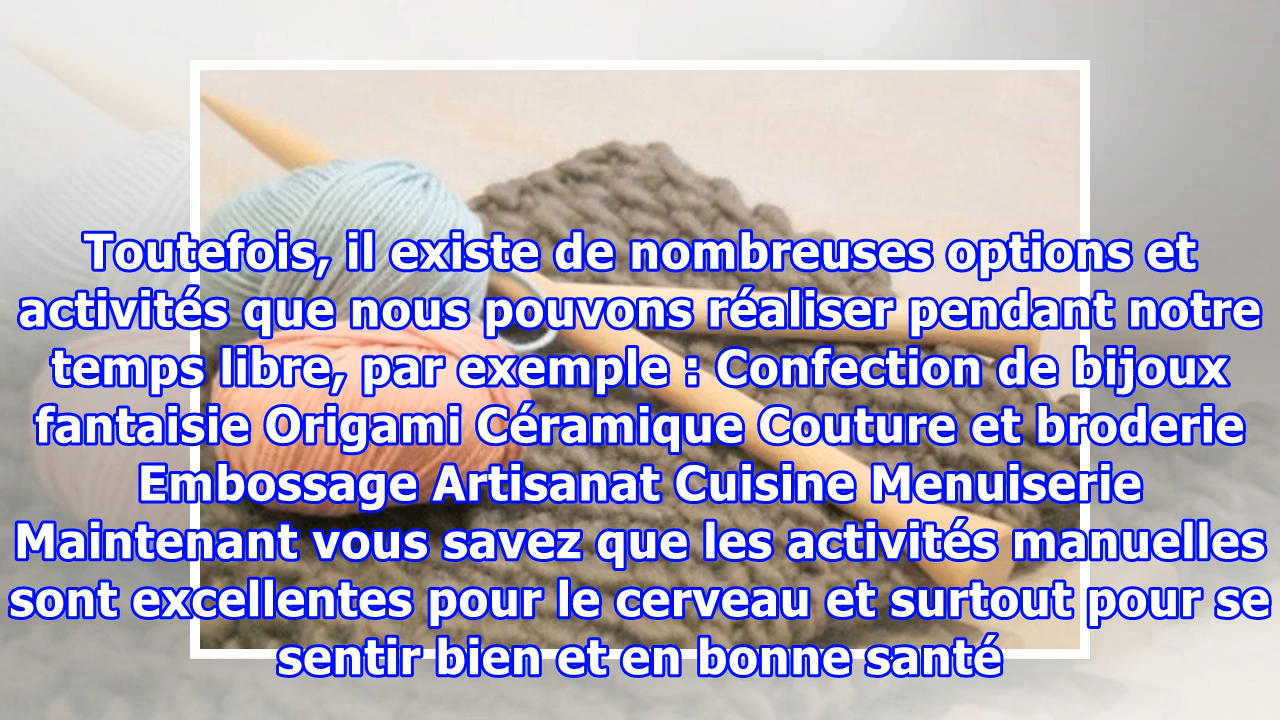 Toutefois, il existe de nombreuses options et
activités que nous pouvons réaliser pendant notre
temps libre, par exemple : Confection de bijoux
fantaisie Origami Céramique Couture et broderie
Embossage Artisanat Cuisine Menuiserie
Maintenant vous savez que les activités manuelles
sont excellentes pour le cerveau et surtout pour se
sentir bien et en bonne santé